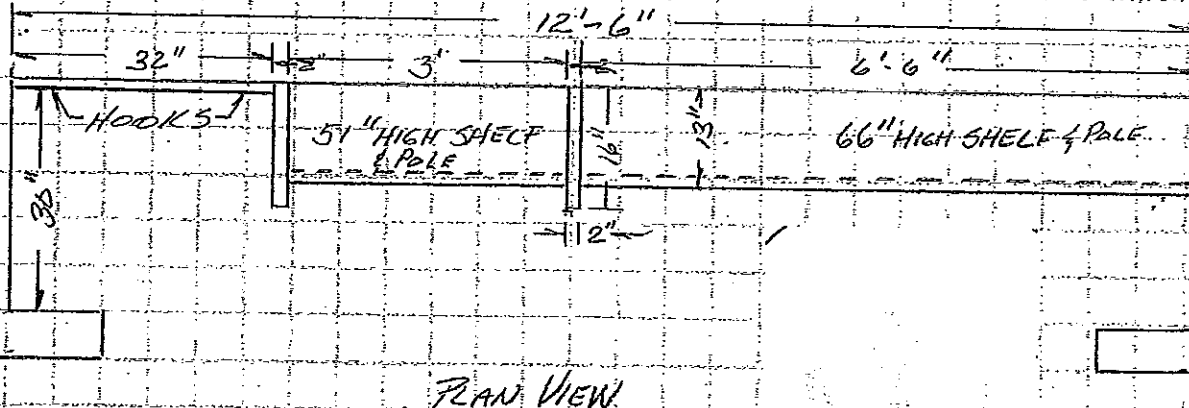 12'-6"
32"
2"
3'
2"
6'-6"
HOOKS
51" HIGH SHELF
& POLE
16"
13"
66" HIGH SHELF & POLE
2"
PLAN VIEW